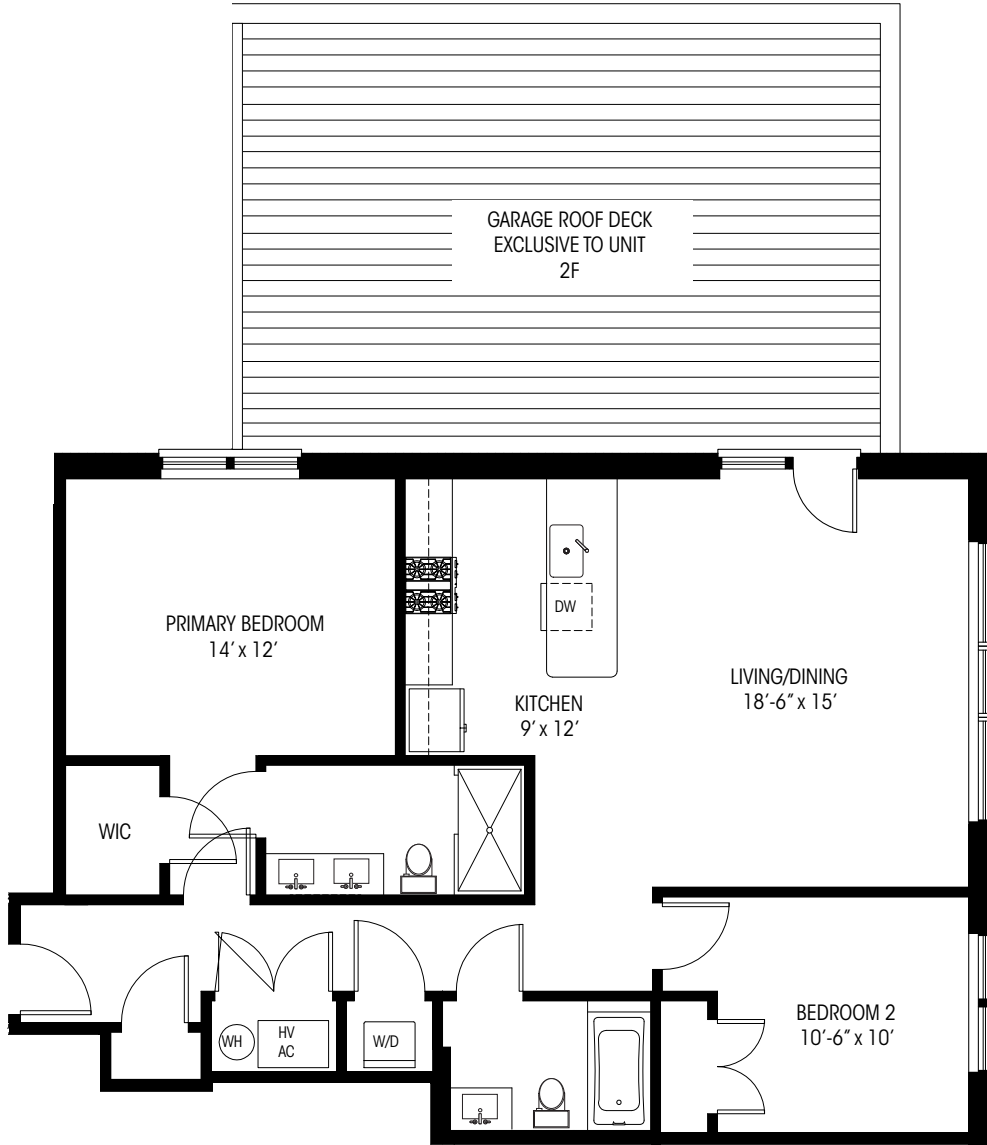 GARAGE ROOF DECK
EXCLUSIVE TO UNIT
2F
PRIMARY BEDROOM
14’ x 12’
DW
KITCHEN
9’ x 12’
LIVING/DINING
18’-6” x 15’
WIC
WH
HV
AC
W/D
BEDROOM 2
10’-6” x 10’